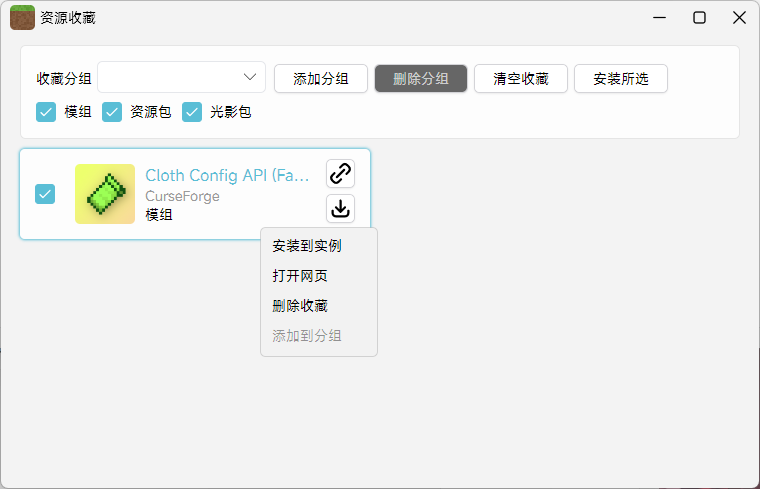 资源收藏
收藏分组 添加分组 删除分组 清空收藏 安装所选
模组 资源包 光影包
Cloth Config API (Fa...
CurseForge
模组
安装到实例
打开网页
删除收藏
添加到分组